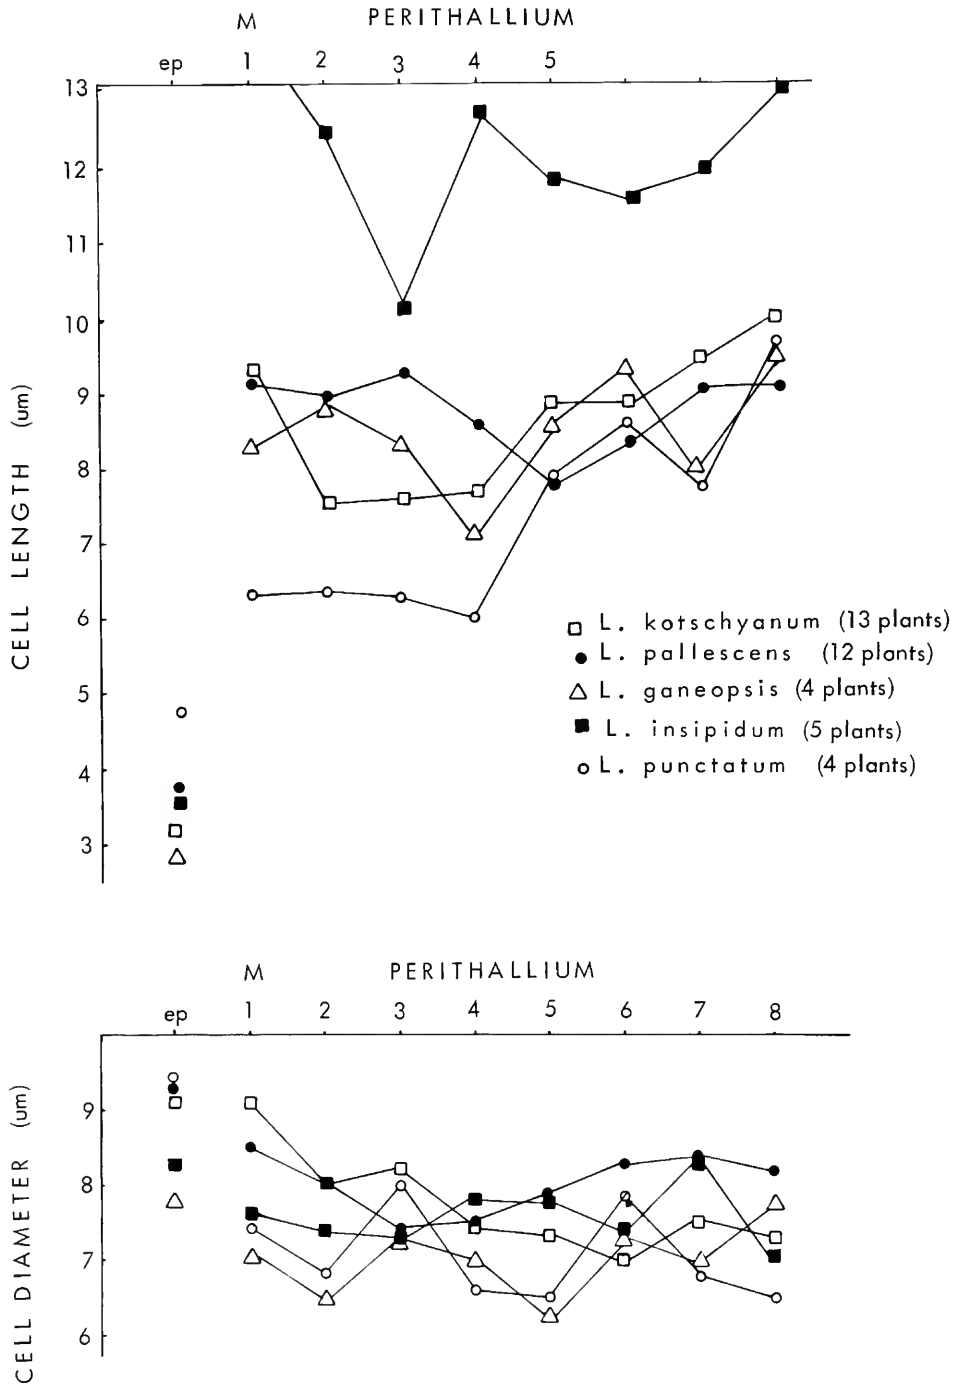 M PERITHALLIUM
ep 1 2 3 4 5
13
12
11
10
9
8
7
6
5
4
3
CELL LENGTH (um)
L. kotschyanum (13 plants)
L. pallescens (12 plants)
L. ganeopsis (4 plants)
L. insipidum (5 plants)
L. punctatum (4 plants)
M PERITHALLIUM
ep 1 2 3 4 5 6 7 8
9
8
7
6
CELL DIAMETER (um)